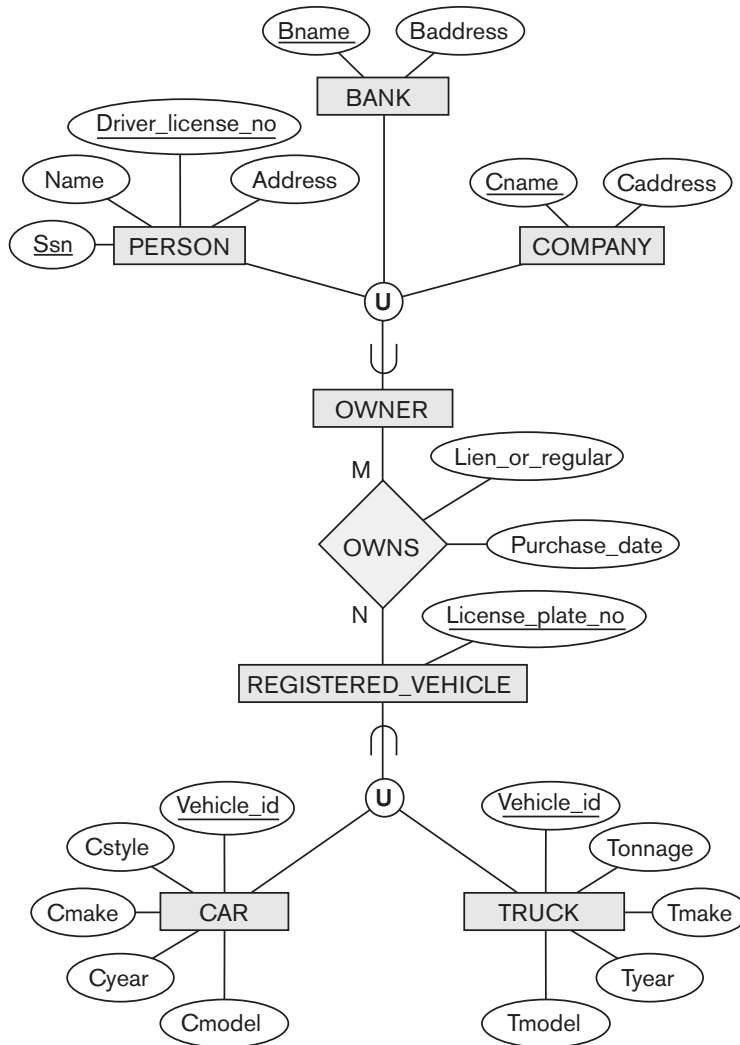 Bname Baddress
BANK
Driver_license_no
Name Address Cname Caddress
Ssn PERSON COMPANY
U
OWNER
M Lien_or_regular
OWNS Purchase_date
N License_plate_no
REGISTERED_VEHICLE
U
Vehicle_id Vehicle_id
Cstyle Tonnage
Cmake CAR TRUCK Tmake
Cyear Tyear
Cmodel Tmodel